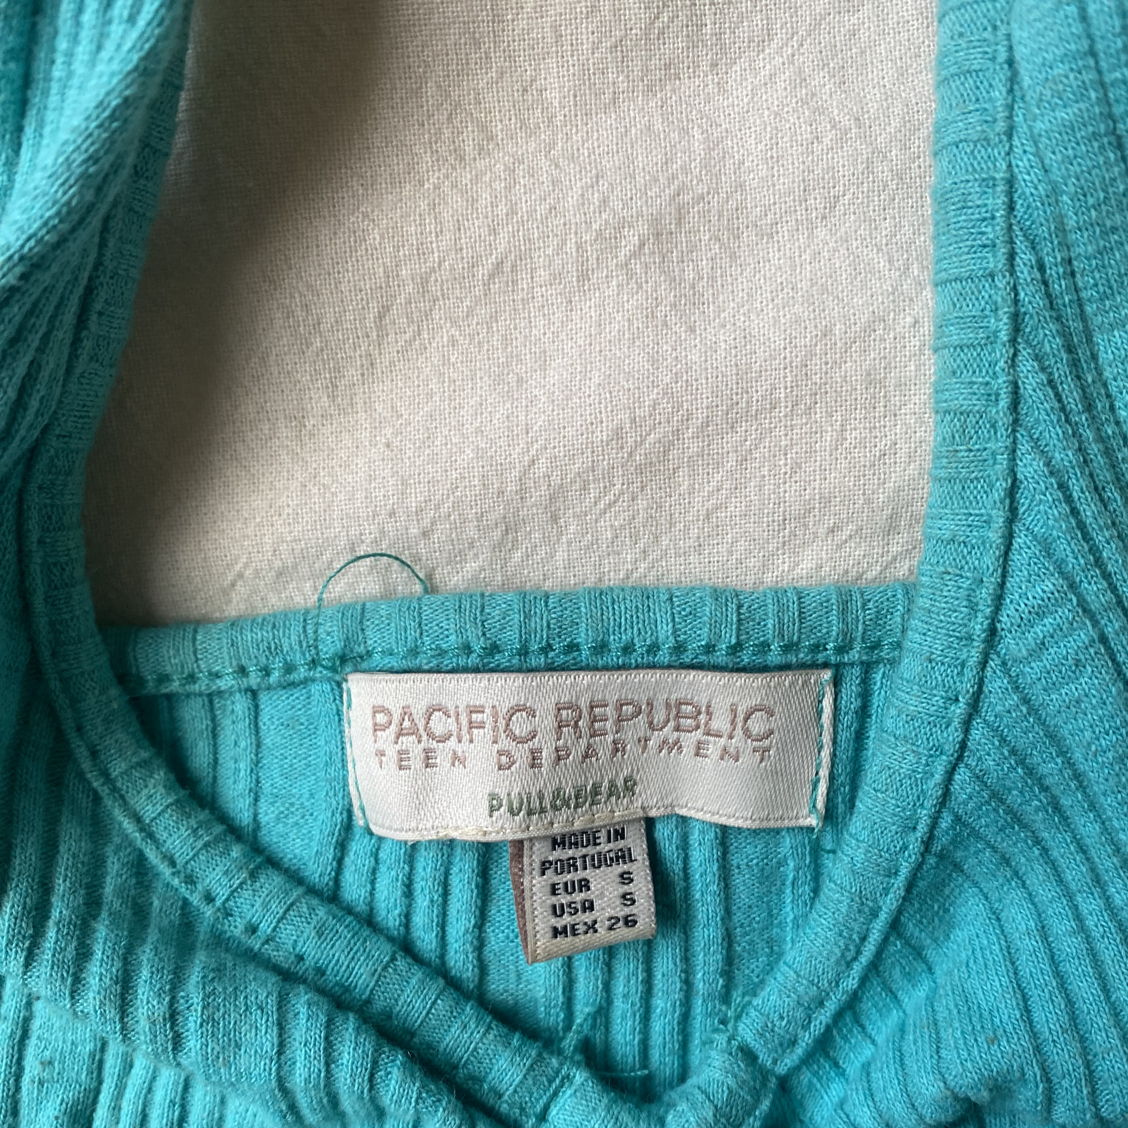 PACIFIC REPUBLIC
TEEN DEPARTMENT
PULL&BEAR
MADE IN
PORTUGAL
EUR S
USA S
MEX 26